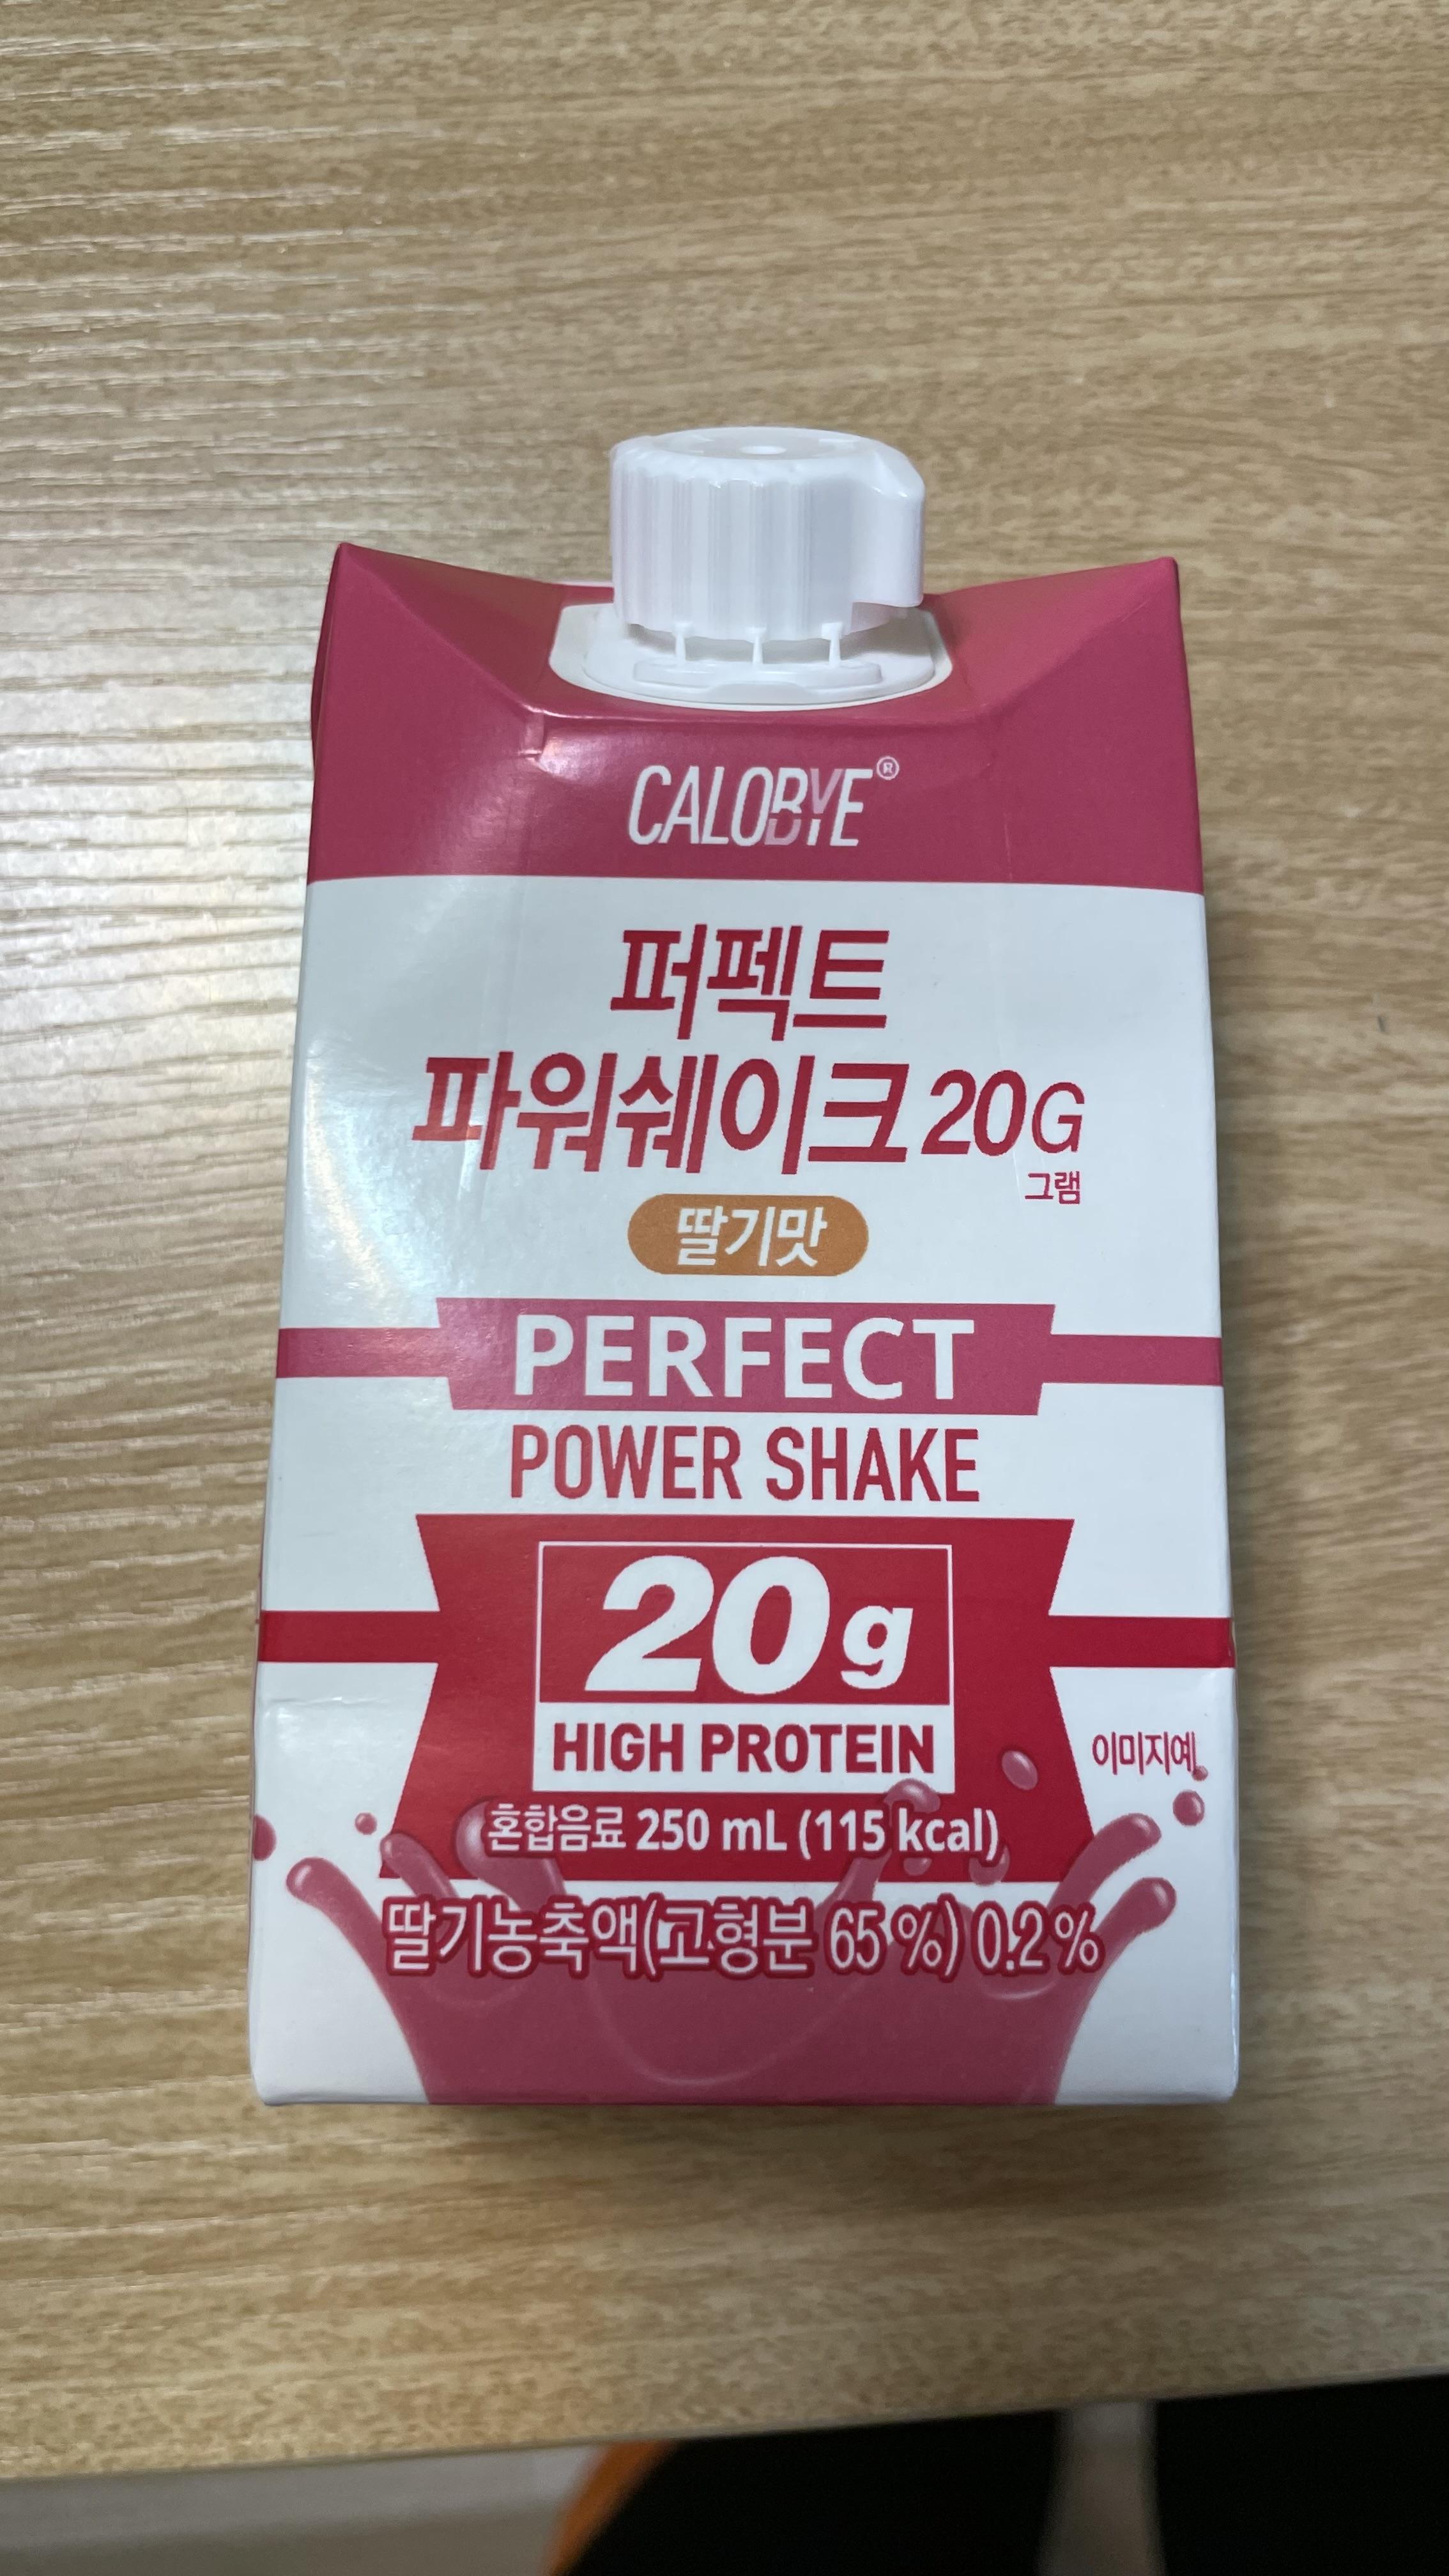 CALOBYE®
퍼펙트
파워쉐이크 20G
그램
딸기맛
PERFECT
POWER SHAKE
20g
HIGH PROTEIN
이미지예
혼합음료 250 mL (115 kcal)
딸기농축액(고형분 65 %) 0.2 %